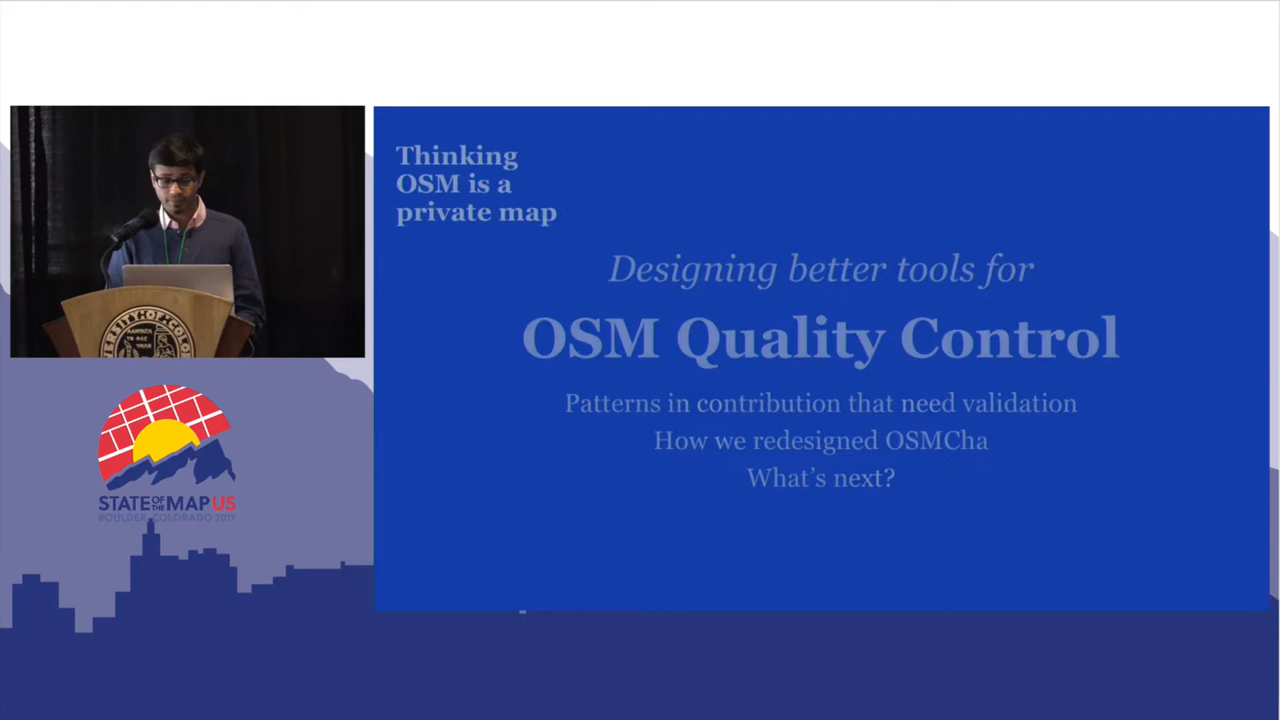 Thinking
OSM is a
private map
Designing better tools for
OSM Quality Control
Patterns in contribution that need validation
How we redesigned OSMCha
What's next?
STATE OF THE MAP US
BOULDER, COLORADO 2017